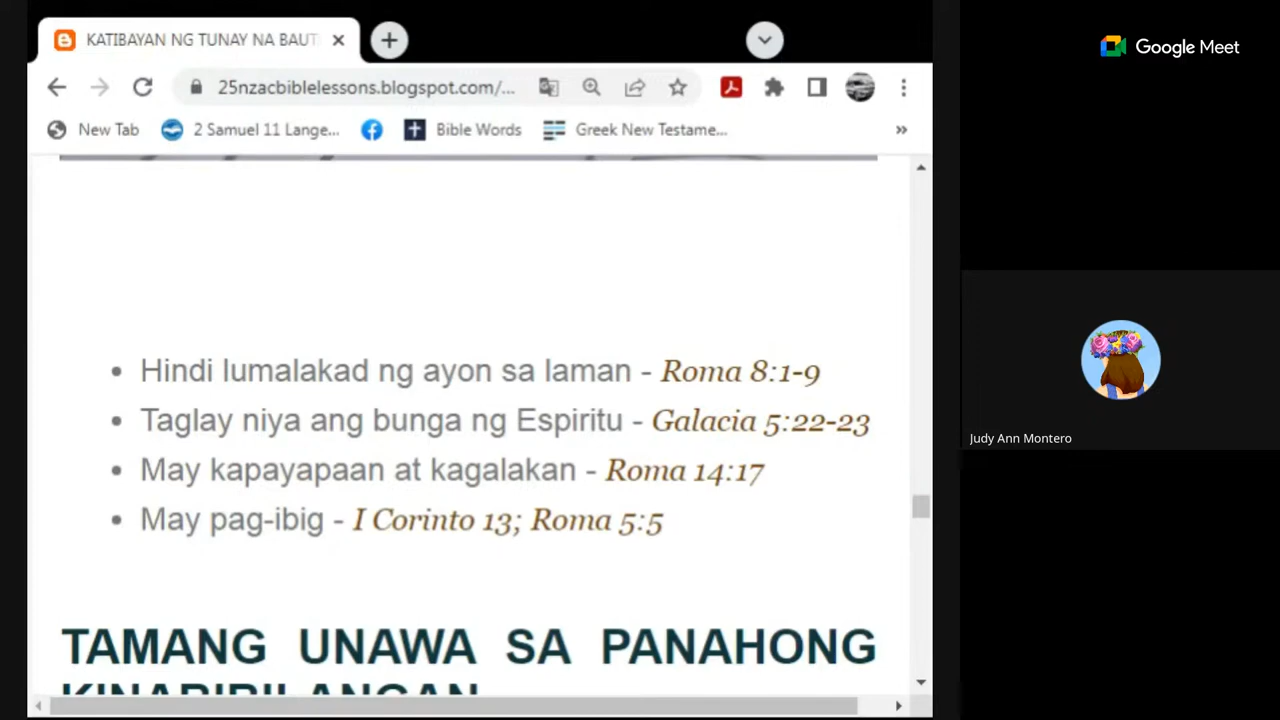 KATIBAYAN NG TUNAY NA BAUT
Google Meet
25nzacbiblelessons.blogspot.com/...
New Tab
2 Samuel 11 Lange...
Bible Words
Greek New Testame...
»
• Hindi lumalakad ng ayon sa laman - Roma 8:1-9
• Taglay niya ang bunga ng Espiritu - Galacia 5:22-23
• May kapayapaan at kagalakan - Roma 14:17
• May pag-ibig - I Corinto 13; Roma 5:5
Judy Ann Montero
TAMANG UNAWA SA PANAHONG
KINABIBILANGAN